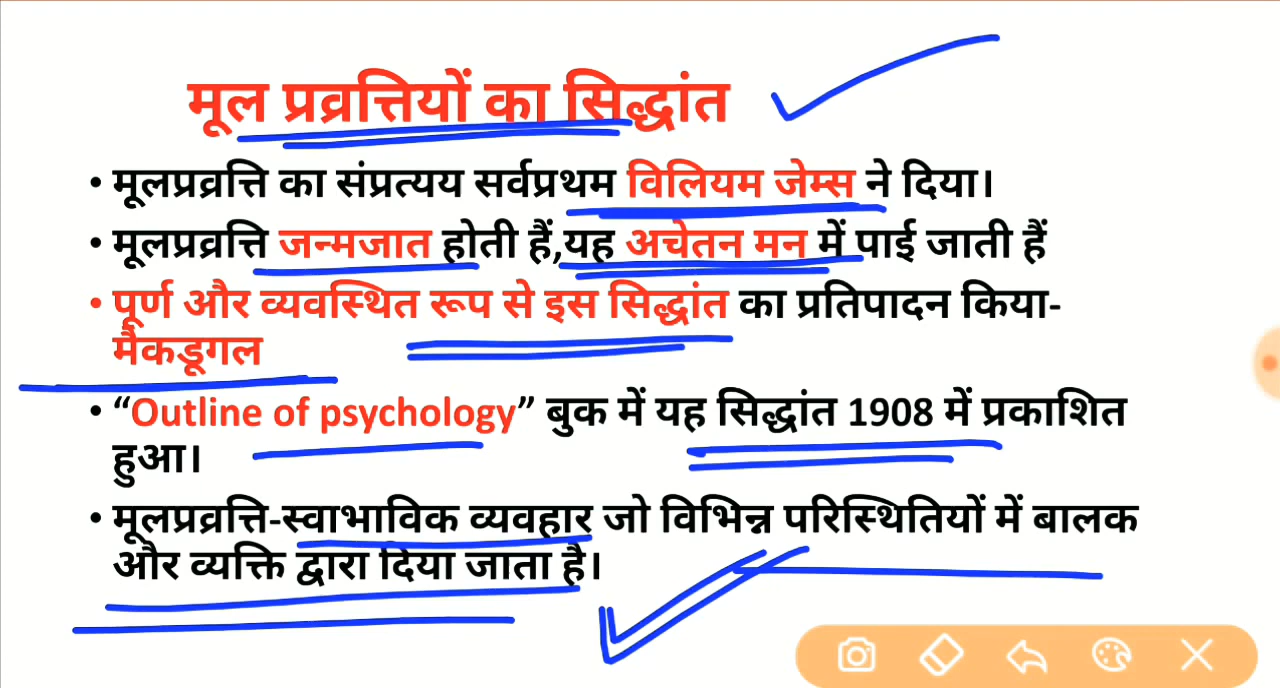 मूल प्रव्रत्तियों का सिद्धांत
• मूलप्रव्रत्ति का संप्रत्यय सर्वप्रथम विलियम जेम्स ने दिया।
• मूलप्रव्रत्ति जन्मजात होती हैं,यह अचेतन मन में पाई जाती हैं
• पूर्ण और व्यवस्थित रूप से इस सिद्धांत का प्रतिपादन किया-
मैकडूगल
• “Outline of psychology” बुक में यह सिद्धांत 1908 में प्रकाशित
हुआ।
• मूलप्रव्रत्ति-स्वाभाविक व्यवहार जो विभिन्न परिस्थितियों में बालक
और व्यक्ति द्वारा दिया जाता है।